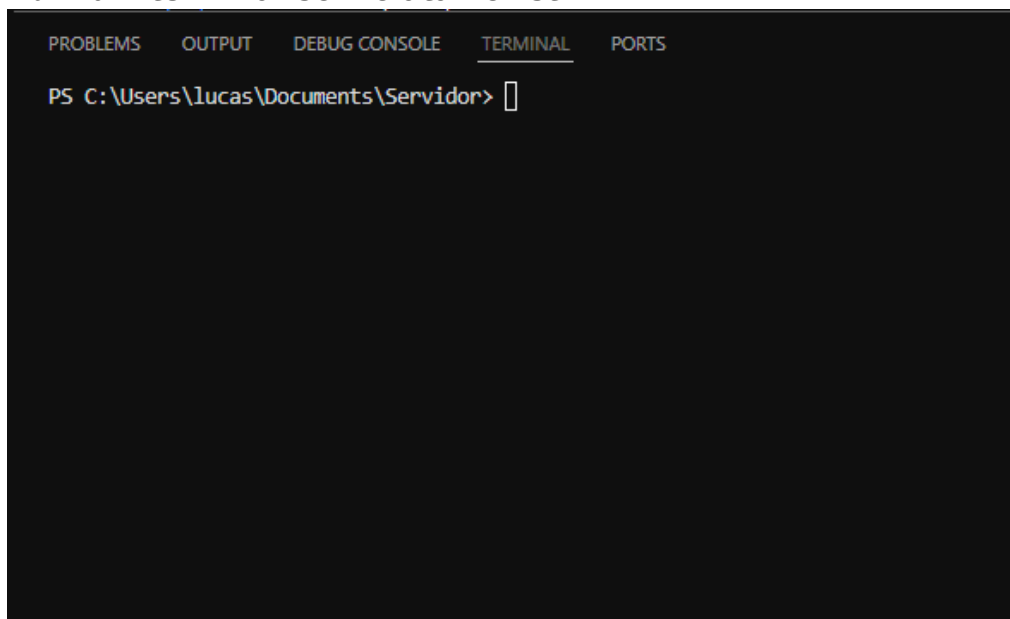 PROBLEMS OUTPUT DEBUG CONSOLE TERMINAL PORTS
PS C:\Users\lucas\Documents\Servidor>